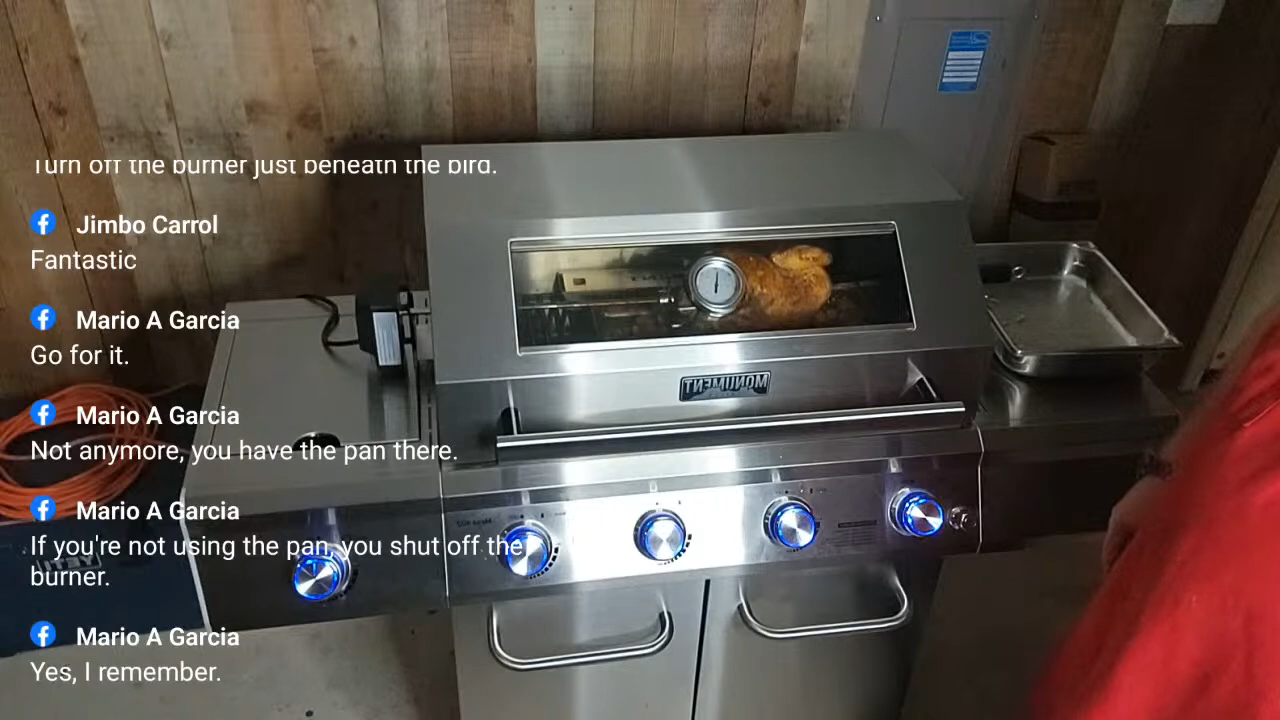 Turn off the burner just beneath the bird.
Jimbo Carrol
Fantastic
Mario A Garcia
Go for it.
Mario A Garcia
Not anymore, you have the pan there.
Mario A Garcia
If you're not using the pan, you shut off the
burner.
Mario A Garcia
Yes, I remember.
MONUMENT
YETI